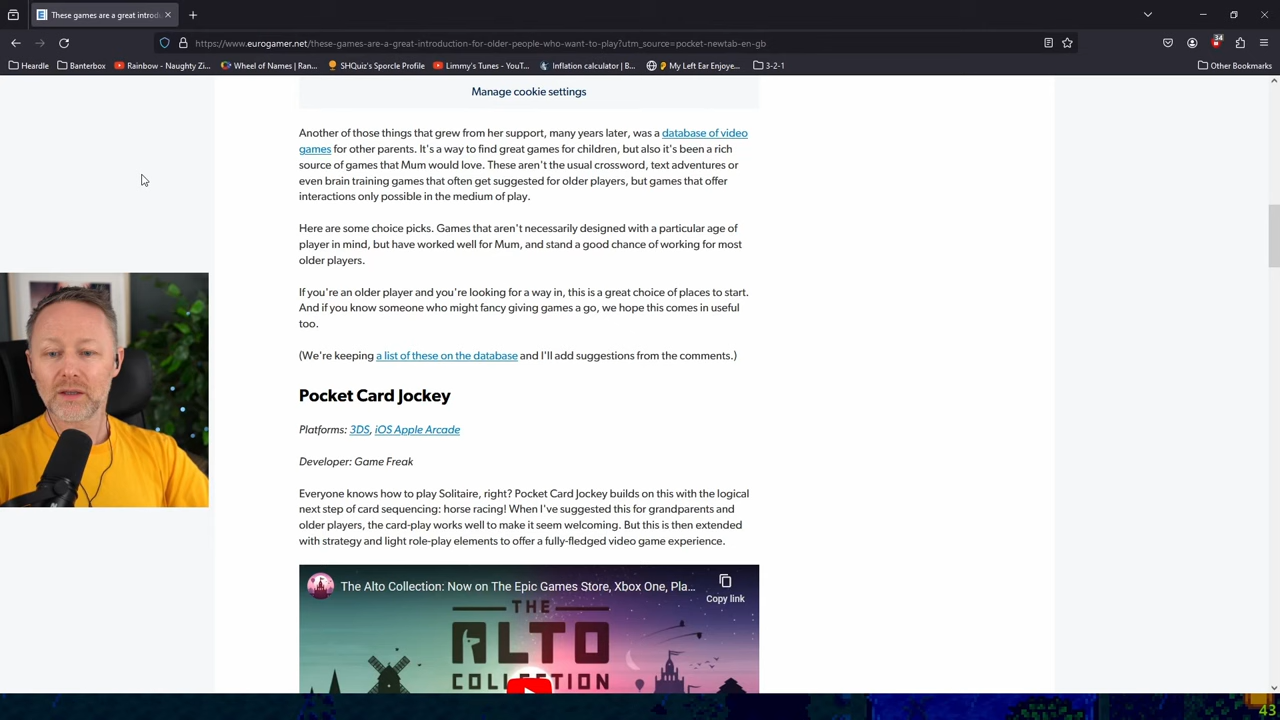 These games are a great introdu
https://www.eurogamer.net/these-games-are-a-great-introduction-for-older-people-who-want-to-play?utm_source=pocket-newtab-en-gb
34
Heardle
Banterbox
Rainbow - Naughty Zi...
Wheel of Names | Ran...
SHQuiz's Sporcle Profile
Limmy's Tunes - YouT...
Inflation calculator | B...
My Left Ear Enjoye...
3-2-1
Other Bookmarks
Manage cookie settings
Another of those things that grew from her support, many years later, was a database of video
games for other parents. It's a way to find great games for children, but also it's been a rich
source of games that Mum would love. These aren't the usual crossword, text adventures or
even brain training games that often get suggested for older players, but games that offer
interactions only possible in the medium of play.
Here are some choice picks. Games that aren't necessarily designed with a particular age of
player in mind, but have worked well for Mum, and stand a good chance of working for most
older players.
If you're an older player and you're looking for a way in, this is a great choice of places to start.
And if you know someone who might fancy giving games a go, we hope this comes in useful
too.
(We're keeping a list of these on the database and I'll add suggestions from the comments.)
Pocket Card Jockey
Platforms: 3DS, iOS Apple Arcade
Developer: Game Freak
Everyone knows how to play Solitaire, right? Pocket Card Jockey builds on this with the logical
next step of card sequencing: horse racing! When I've suggested this for grandparents and
older players, the card-play works well to make it seem welcoming. But this is then extended
with strategy and light role-play elements to offer a fully-fledged video game experience.
The Alto Collection: Now on The Epic Games Store, Xbox One, Pla...
Copy link
THE
ALTO
COLLECTION
43